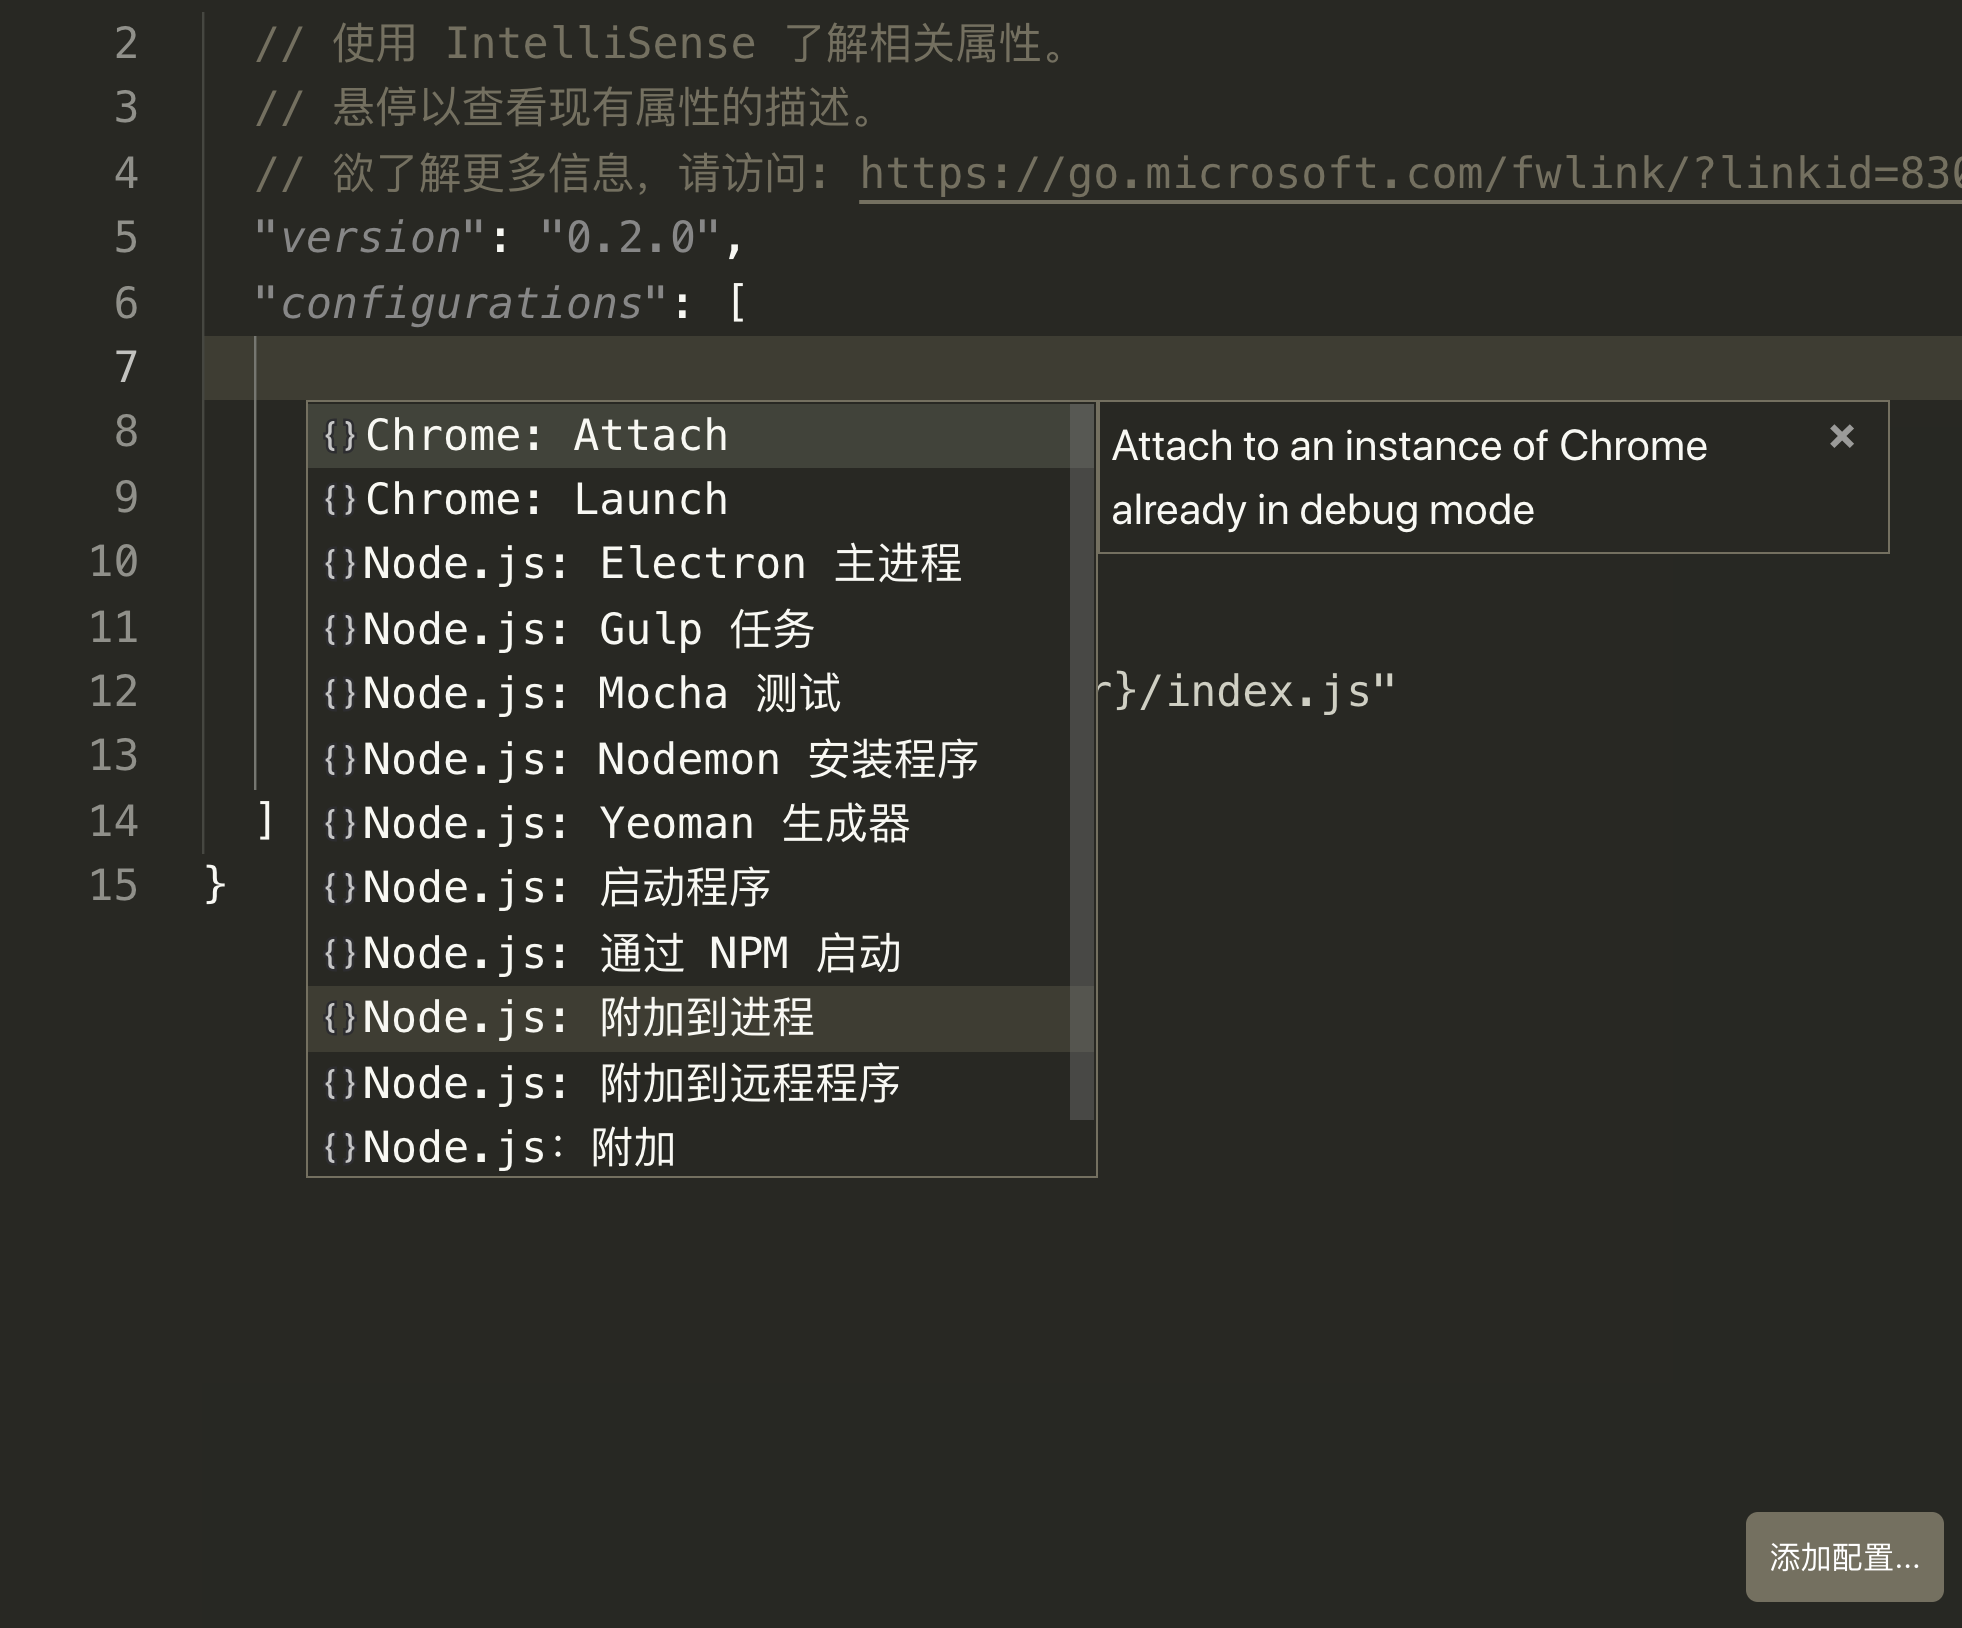 2 // 使用 IntelliSense 了解相关属性。
3 // 悬停以查看现有属性的描述。
4 // 欲了解更多信息，请访问: https://go.microsoft.com/fwlink/?linkid=830
5 "version": "0.2.0",
6 "configurations": [
7
8 {}Chrome: Attach
Attach to an instance of Chrome
already in debug mode
9 {}Chrome: Launch
10 {}Node.js: Electron 主进程
11 {}Node.js: Gulp 任务
12 {}Node.js: Mocha 测试 r}/index.js"
13 {}Node.js: Nodemon 安装程序
14 ] {}Node.js: Yeoman 生成器
15 } {}Node.js: 启动程序
{}Node.js: 通过 NPM 启动
{}Node.js: 附加到进程
{}Node.js: 附加到远程程序
{}Node.js：附加
添加配置...